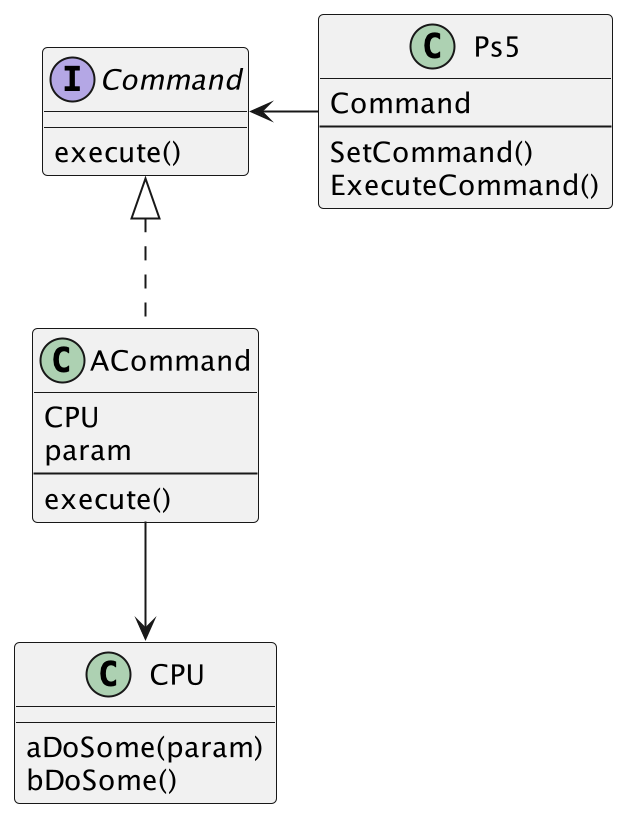 I Command
execute()
C Ps5
Command
SetCommand()
ExecuteCommand()
C ACommand
CPU
param
execute()
C CPU
aDoSome(param)
bDoSome()